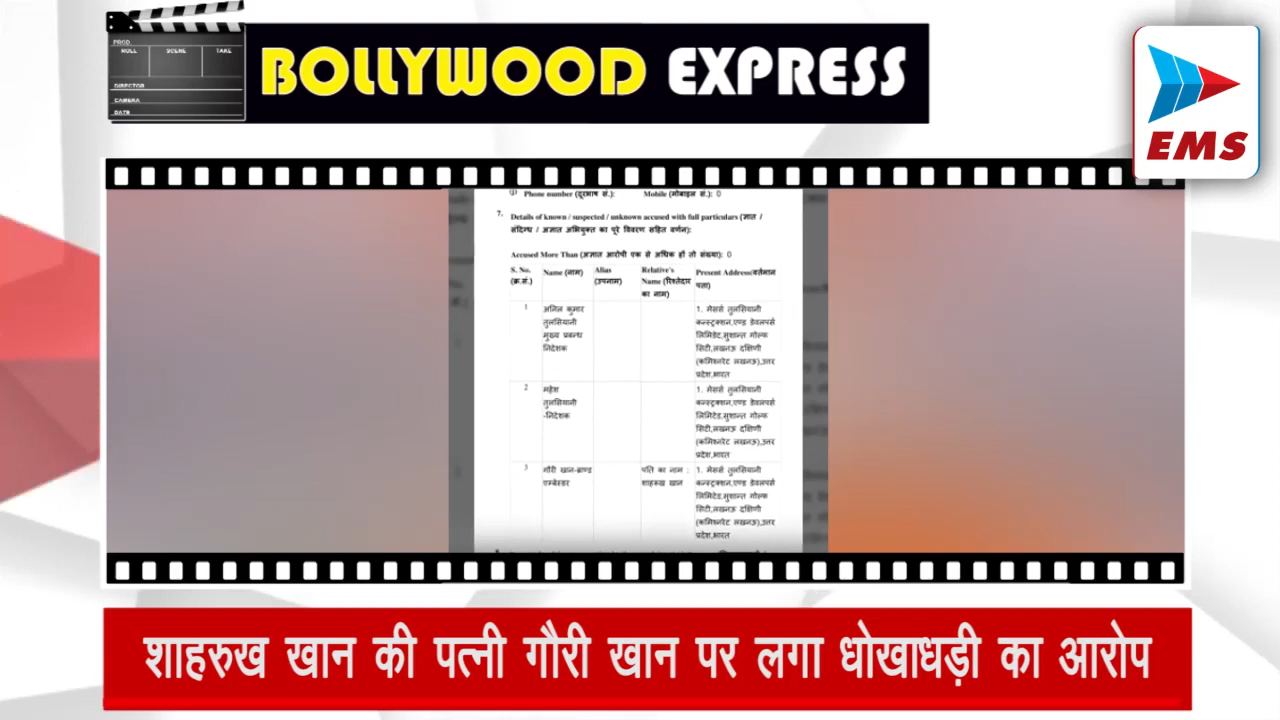 PROD.
ROLL SCENE TAKE
DIRECTOR
CAMERA
DATE
BOLLYWOOD EXPRESS
EMS
Phone number (दूरभाष सं.): Mobile (मोबाइल सं.): 0
7. Details of known / suspected / unknown accused with full particulars (ज्ञात /
संदिग्ध / अज्ञात अभियुक्त का पूरे विवरण सहित वर्णन):
Accused More Than (अज्ञात आरोपी एक से अधिक हों तो संख्या): 0
S. No. Name (नाम) Alias Relative's Present Address(वर्तमान
(क्र.सं.) (उपनाम) Name (रिश्तेदार पता)
का नाम)
1 अनिल कुमार 1. मेसर्स तुलसियानी
तुलसियानी कन्स्ट्रक्शन,एण्ड डेवलपर्स
मुख्य प्रबन्ध लिमिडेट,सुशान्त गोल्फ
निदेशक सिटी,लखनऊ दक्षिणी
(कमिश्नरेट लखनऊ),उत्तर
प्रदेश,भारत
2 महेश 1. मेसर्स तुलसियानी
तुलसियानी कन्स्ट्रक्शन,एण्ड डेवलपर्स
-निदेशक लिमिटेड,सुशान्त गोल्फ
सिटी,लखनऊ दक्षिणी
(कमिश्नरेट लखनऊ),उत्तर
प्रदेश,भारत
3 गौरी खान-ब्राण्ड पति का नाम : 1. मेसर्स तुलसियानी
एम्बेस्डर शाहरूख खान कन्स्ट्रक्शन,एण्ड डेवलपर्स
लिमिटेड,सुशान्त गोल्फ
सिटी,लखनऊ दक्षिणी
(कमिश्नरेट लखनऊ),उत्तर
प्रदेश,भारत
शाहरुख खान की पत्नी गौरी खान पर लगा धोखाधड़ी का आरोप